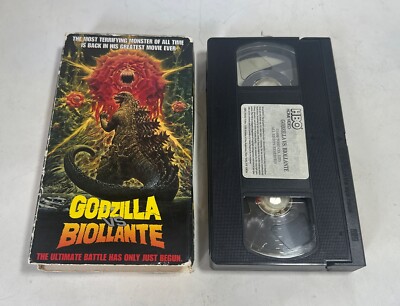 THE MOST TERRIFYING MONSTER OF ALL TIME
IS BACK IN HIS GREATEST MOVIE EVER
GODZILLA
VS
BIOLLANTE
THE ULTIMATE BATTLE HAS ONLY JUST BEGUN.
HBO
GODZILLA VS. BIOLLANTE